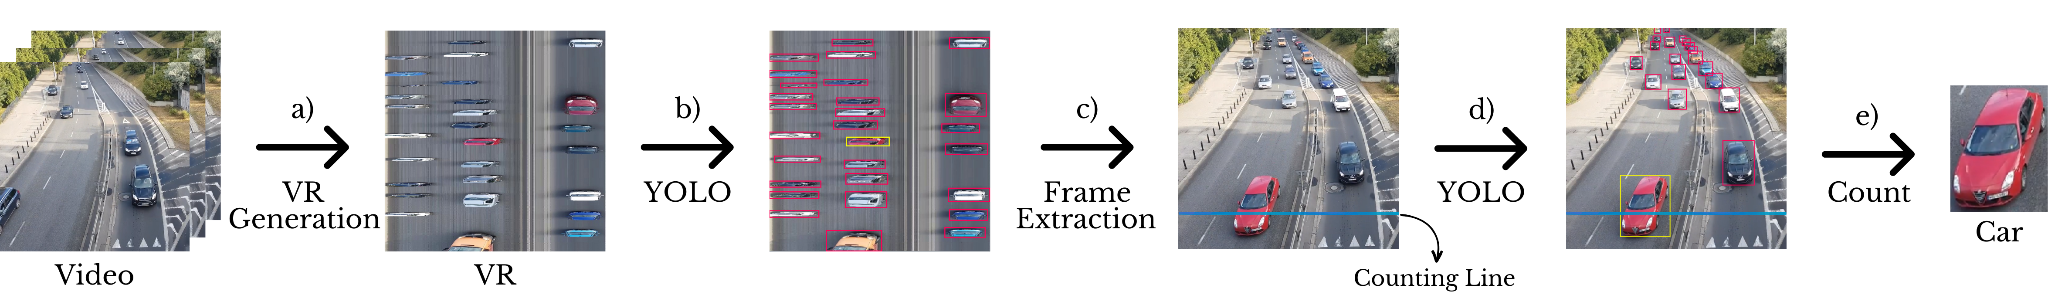 a)
VR
Generation
b)
YOLO
c)
Frame
Extraction
d)
YOLO
e)
Count
Video
VR
Counting Line
Car